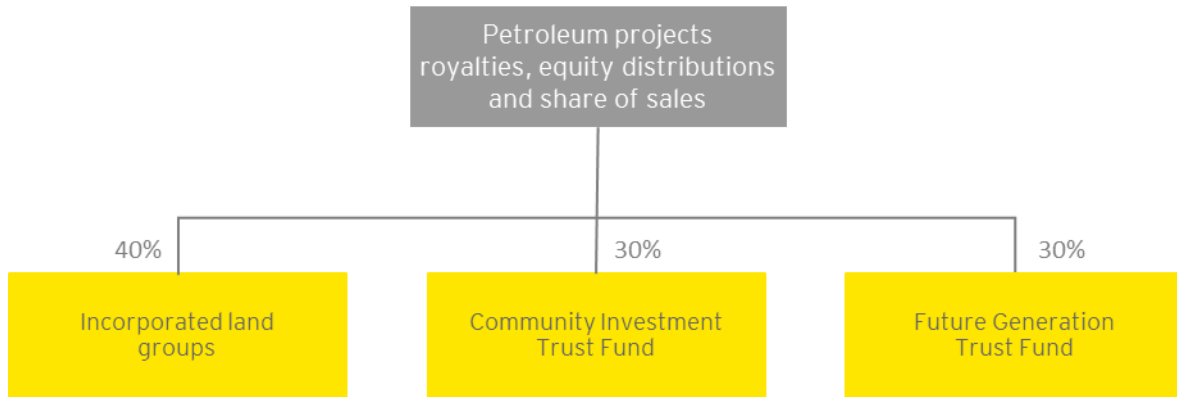 Petroleum projects
royalties, equity distributions
and share of sales
40%
30%
30%
Incorporated land
groups
Community Investment
Trust Fund
Future Generation
Trust Fund